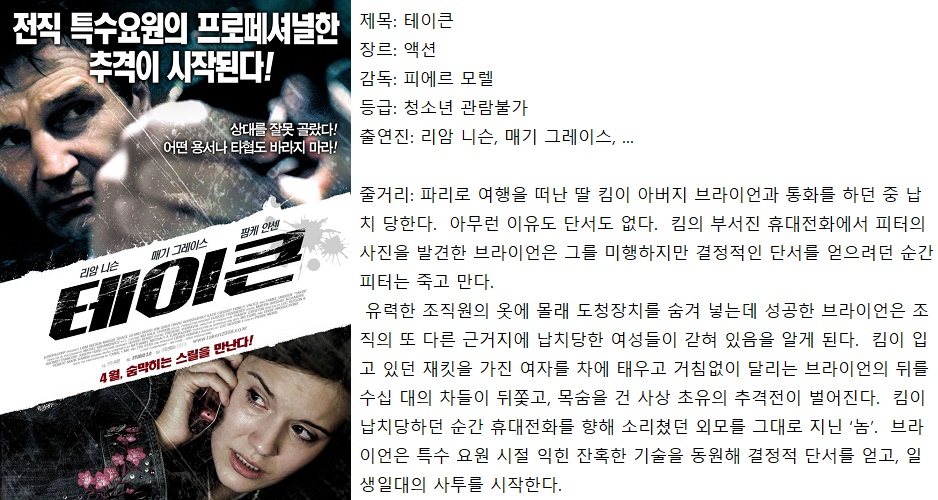 전직 특수요원의 프로페셔널한
추격이 시작된다!
상대를 잘못 골랐다!
어떤 용서나 타협도 바라지 마라!
리암 니슨 매기 그레이스 팜케 얀센
테이큰
www.taken2008.co.kr
4월, 숨막히는 스릴을 만난다!
제목: 테이큰
장르: 액션
감독: 피에르 모렐
등급: 청소년 관람불가
출연진: 리암 니슨, 매기 그레이스, ...
줄거리: 파리로 여행을 떠난 딸 킴이 아버지 브라이언과 통화를 하던 중 납
치 당한다. 아무런 이유도 단서도 없다. 킴의 부서진 휴대전화에서 피터의
사진을 발견한 브라이언은 그를 미행하지만 결정적인 단서를 얻으려던 순간
피터는 죽고 만다.
유력한 조직원의 옷에 몰래 도청장치를 숨겨 넣는데 성공한 브라이언은 조
직의 또 다른 근거지에 납치당한 여성들이 갇혀 있음을 알게 된다. 킴이 입
고 있던 재킷을 가진 여자를 차에 태우고 거침없이 달리는 브라이언의 뒤를
수십 대의 차들이 뒤쫓고, 목숨을 건 사상 초유의 추격전이 벌어진다. 킴이
납치당하던 순간 휴대전화를 향해 소리쳤던 외모를 그대로 지닌 ‘놈’. 브라
이언은 특수 요원 시절 익힌 잔혹한 기술을 동원해 결정적 단서를 얻고, 일
생일대의 사투를 시작한다.